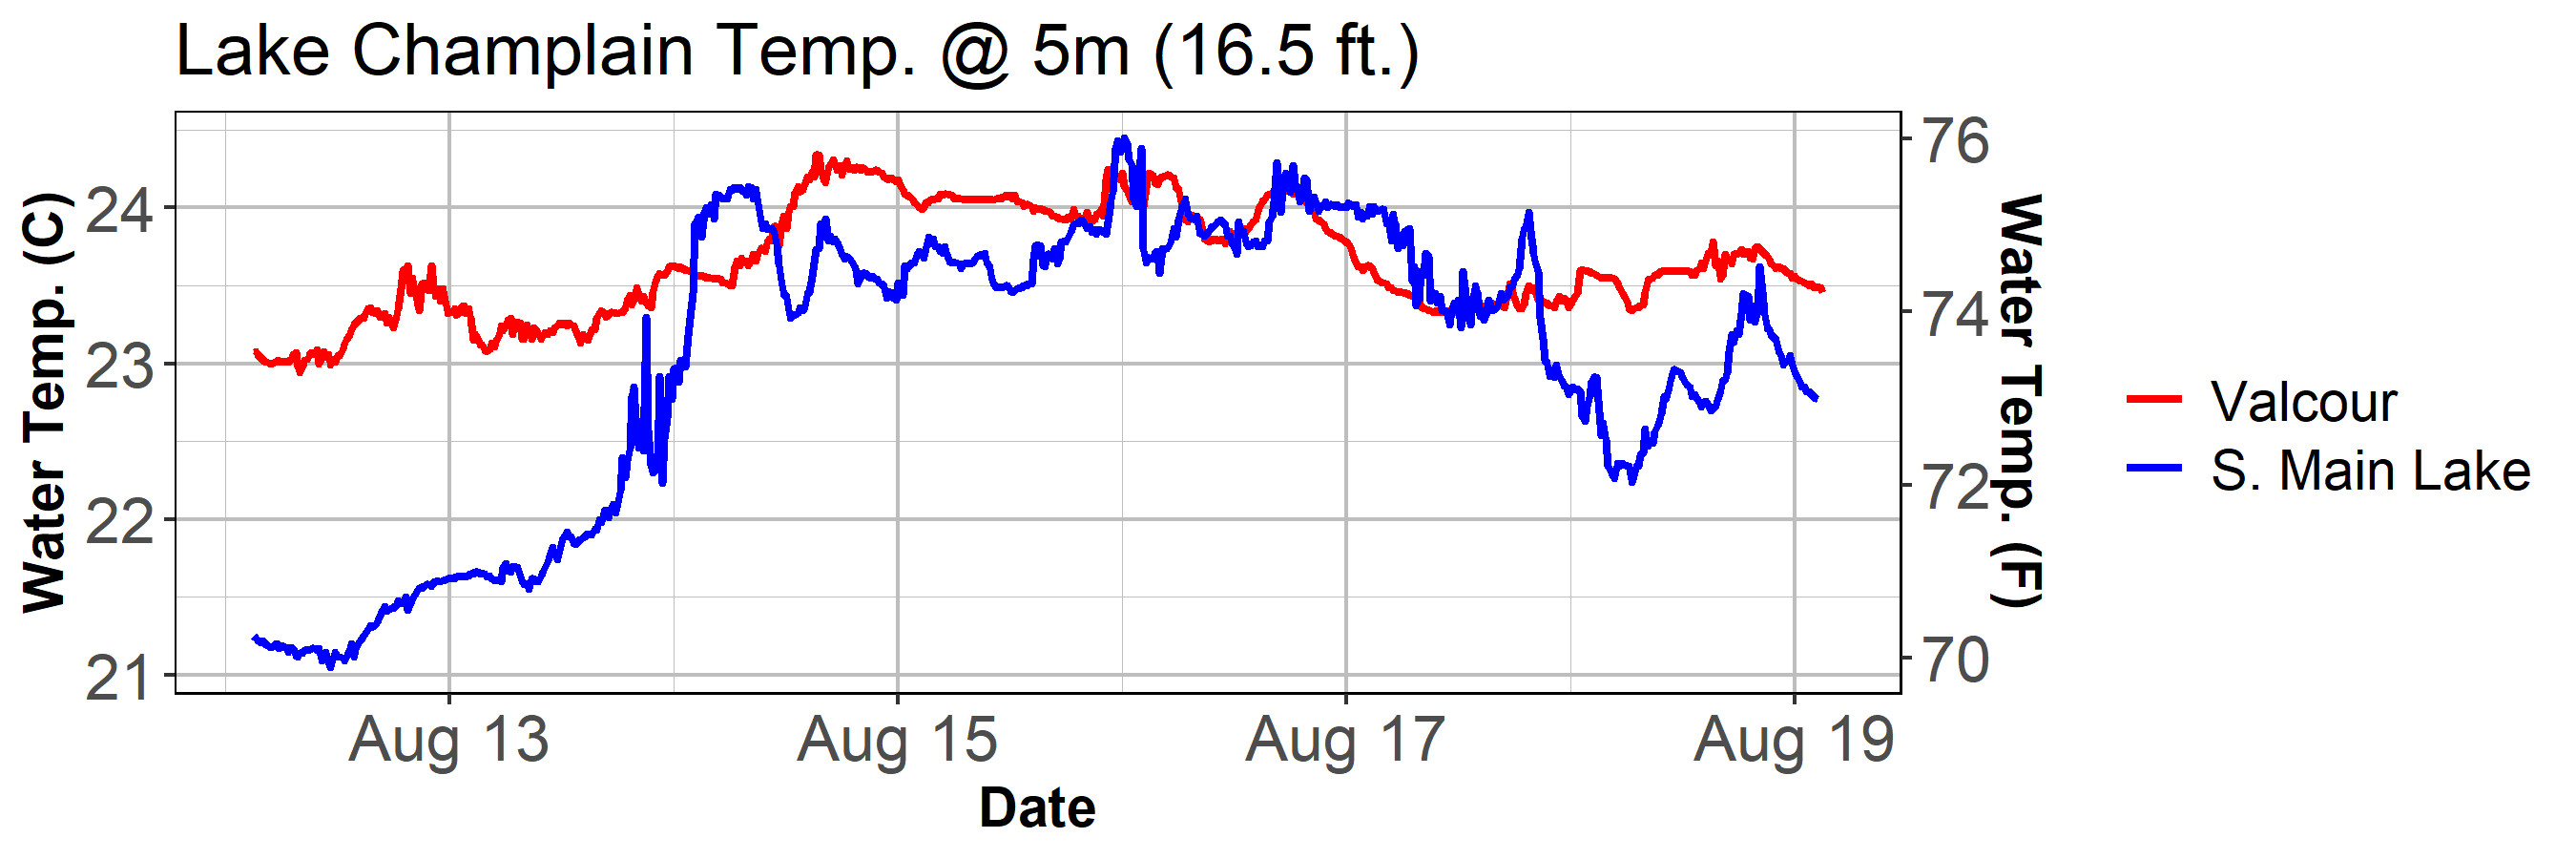 Lake Champlain Temp. @ 5m (16.5 ft.)
Water Temp. (C)
24
23
22
21
76
74
72
70
Water Temp. (F)
Aug 13
Aug 15
Aug 17
Aug 19
Date
Valcour
S. Main Lake